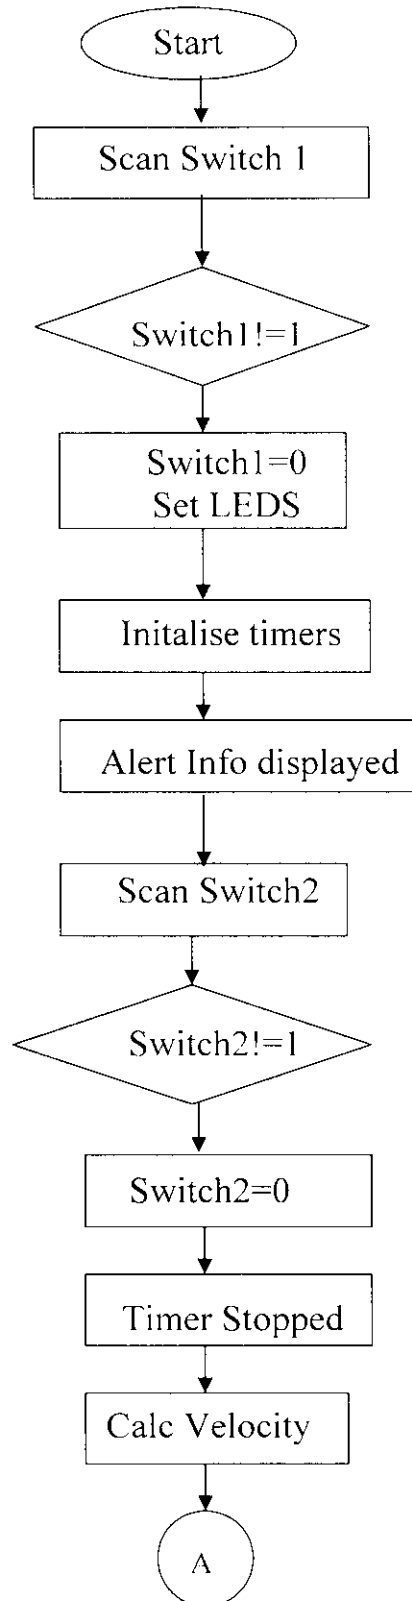 Start
Scan Switch 1
Switch1!=1
Switch1=0
Set LEDS
Initalise timers
Alert Info displayed
Scan Switch2
Switch2!=1
Switch2=0
Timer Stopped
Calc Velocity
A